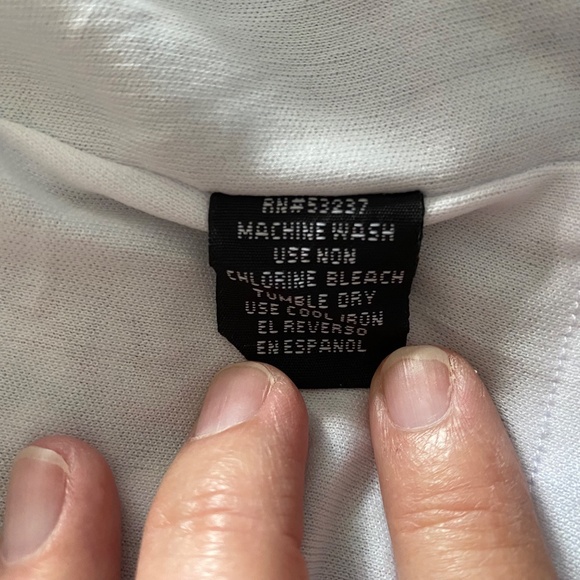 RN#53237
MACHINE WASH
USE NON
CHLORINE BLEACH
TUMBLE DRY
USE COOL IRON
EL REVERSO
EN ESPANOL